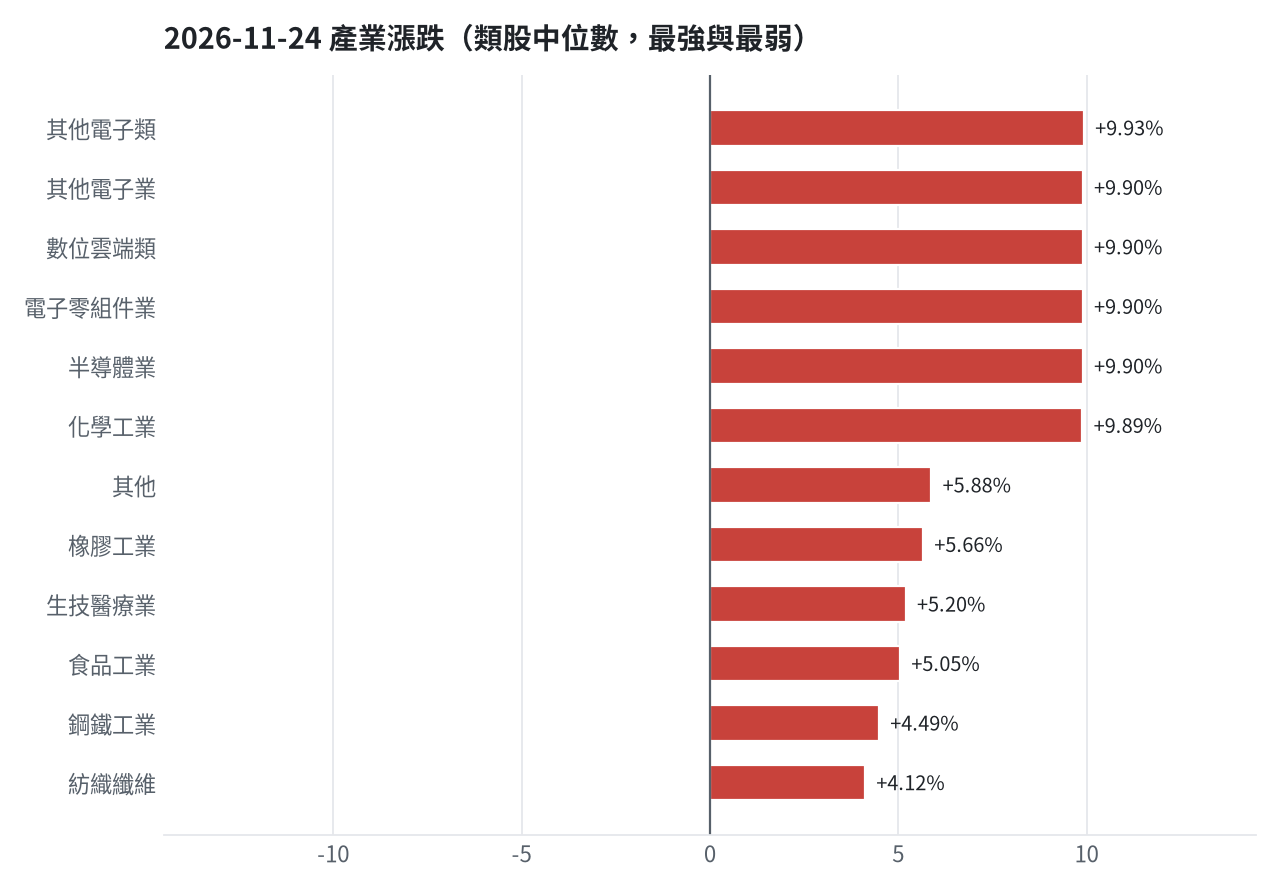 2026-11-24 產業漲跌（類股中位數，最強與最弱）
其他電子類 +9.93%
其他電子業 +9.90%
數位雲端類 +9.90%
電子零組件業 +9.90%
半導體業 +9.90%
化學工業 +9.89%
其他 +5.88%
橡膠工業 +5.66%
生技醫療業 +5.20%
食品工業 +5.05%
鋼鐵工業 +4.49%
紡織纖維 +4.12%
-10 -5 0 5 10